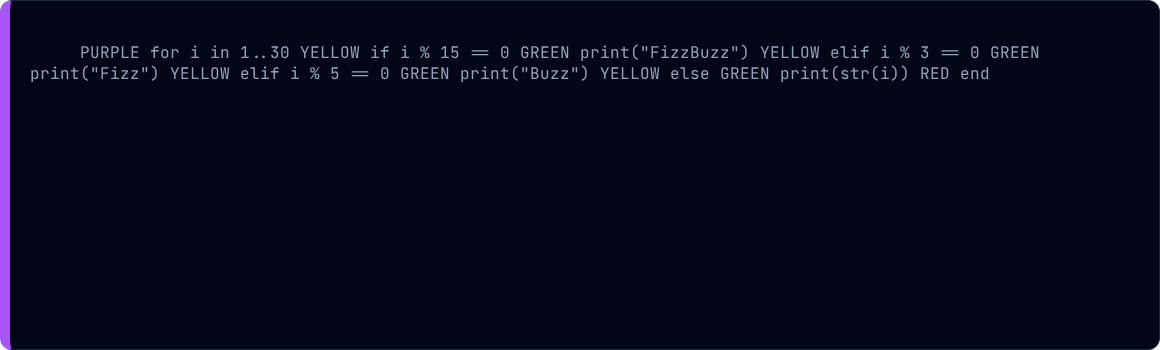 PURPLE for i in 1..30 YELLOW if i % 15 == 0 GREEN print("FizzBuzz") YELLOW elif i % 3 == 0 GREEN
print("Fizz") YELLOW elif i % 5 == 0 GREEN print("Buzz") YELLOW else GREEN print(str(i)) RED end